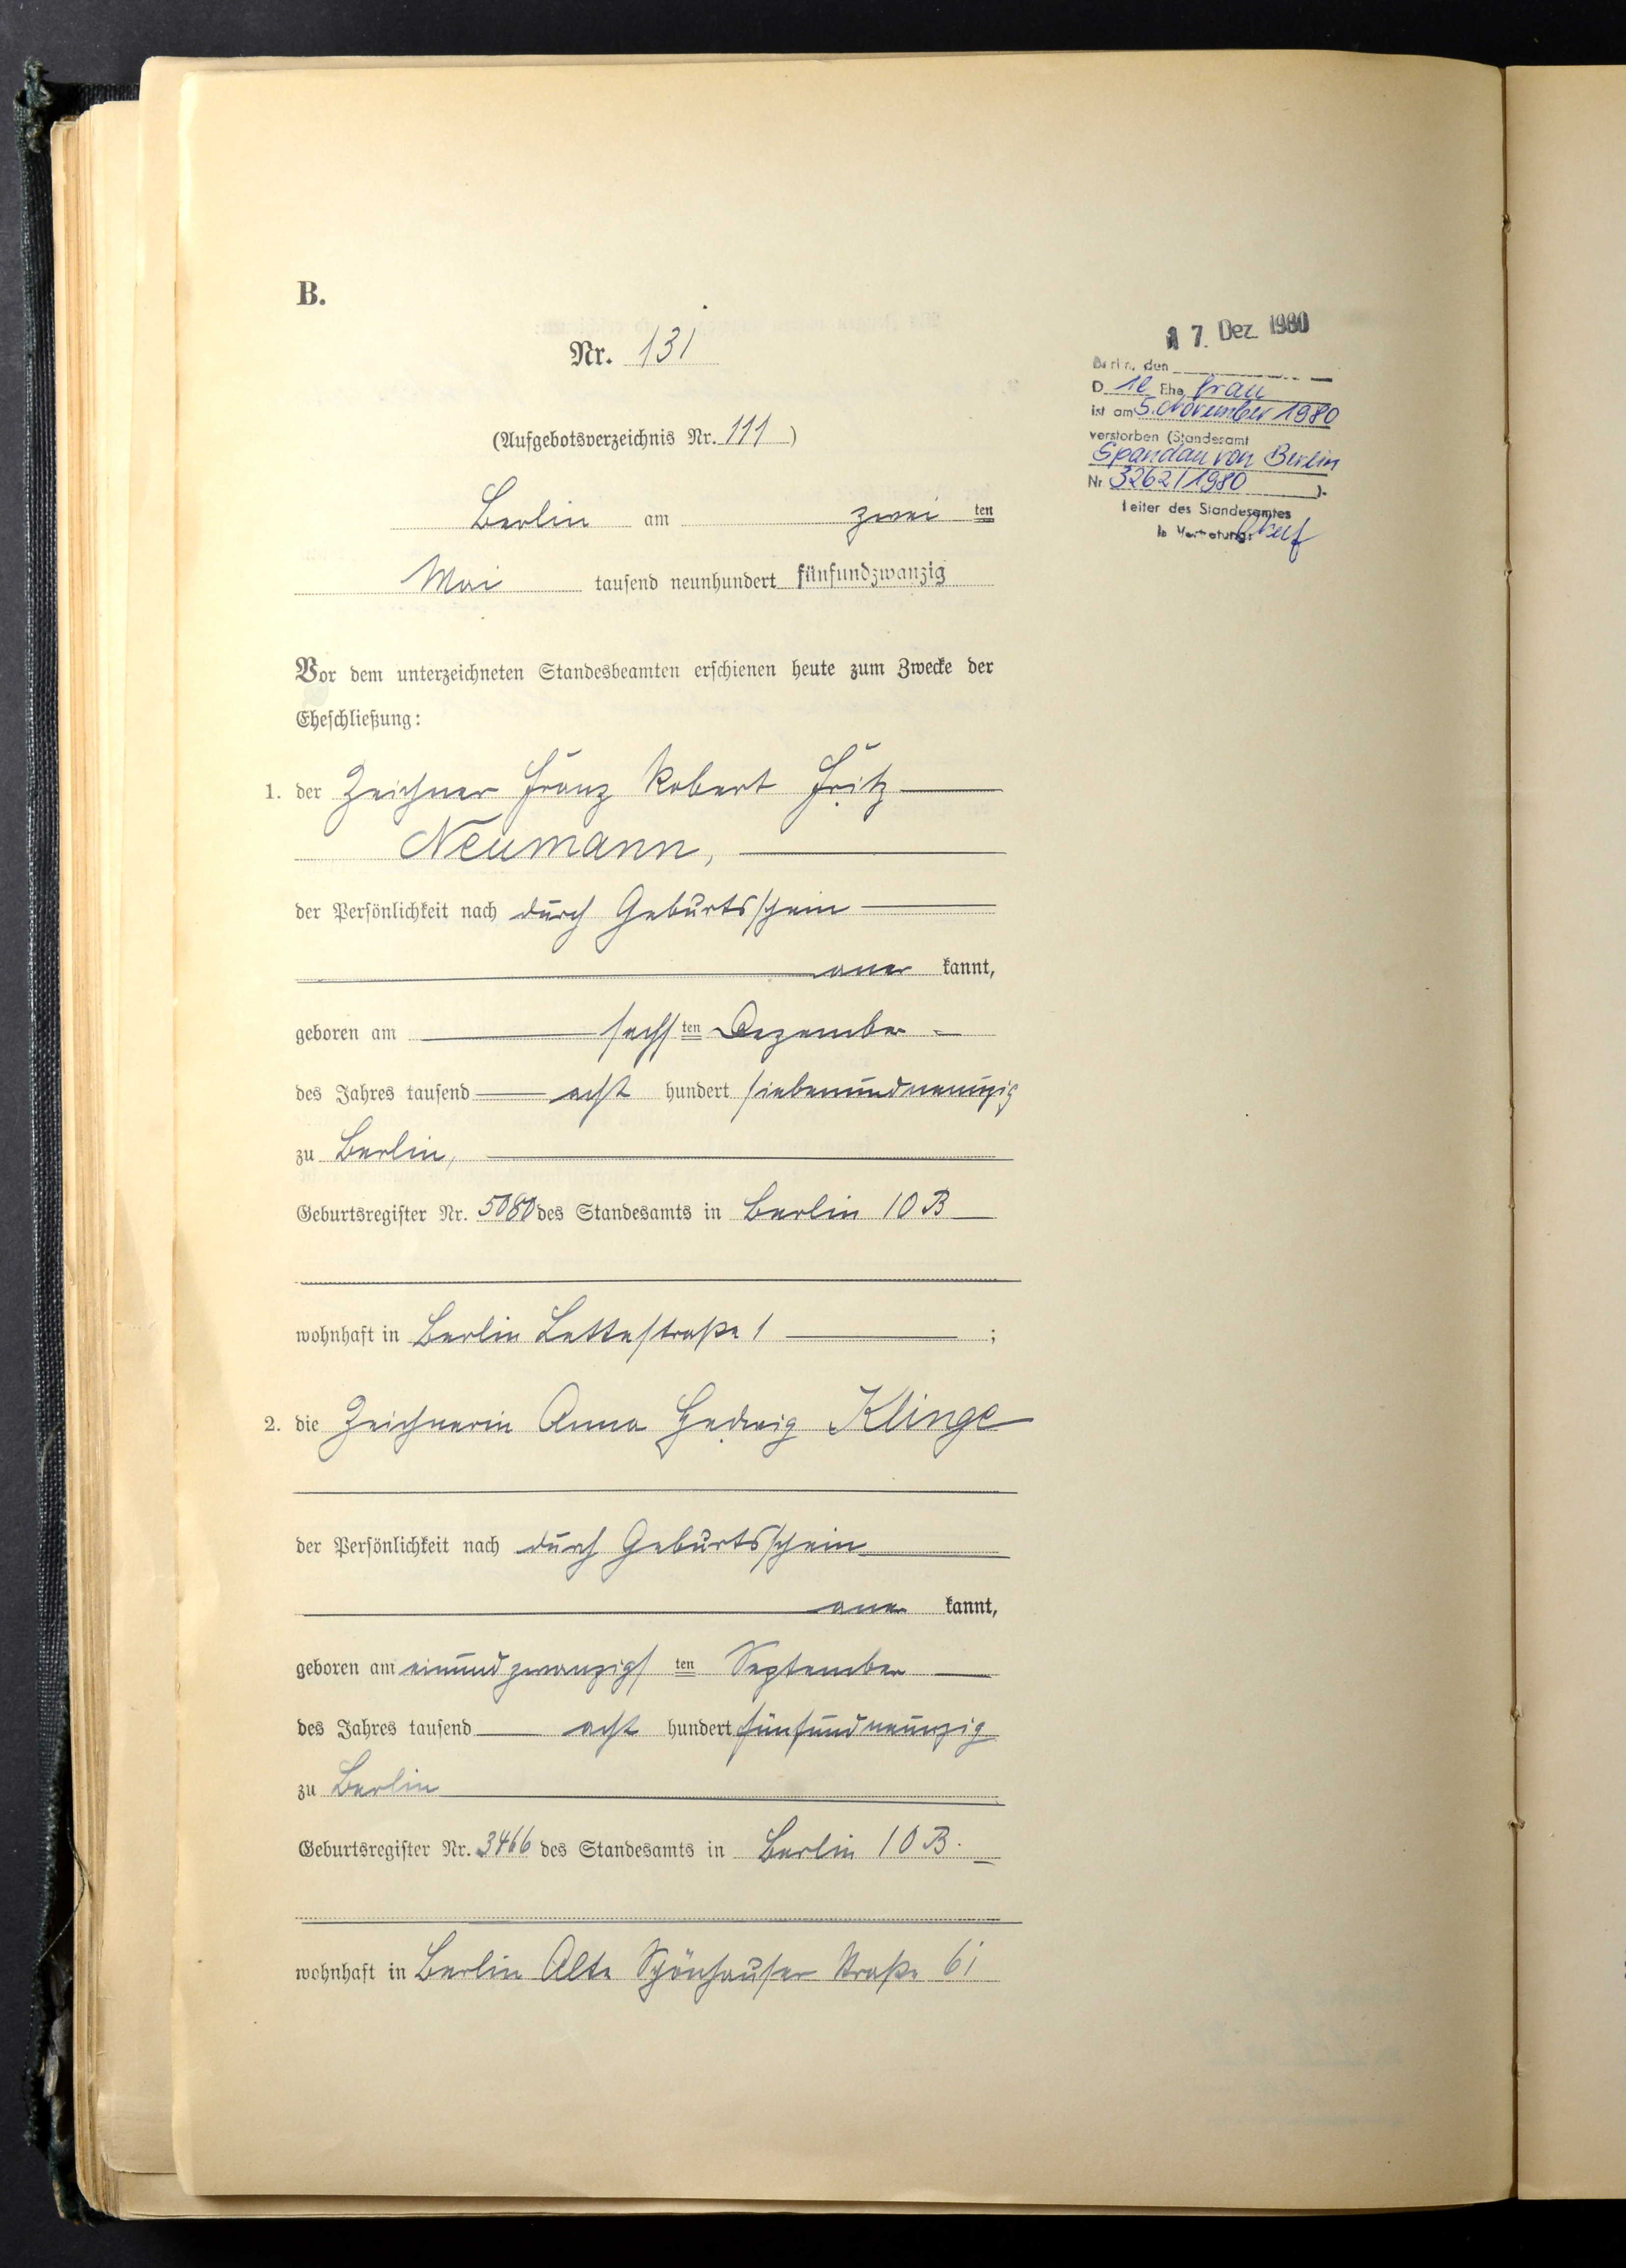 B.
Nr. 131
(Aufgebotsverzeichnis Nr. 111)
Berlin am zwei ten
Mai tausend neunhundert fünfundzwanzig
Vor dem unterzeichneten Standesbeamten erschienen heute zum Zwecke der
Eheschließung:
1. der Zeichner Franz Robert Fritz
Neumann,
der Persönlichkeit nach durch Geburtsschein
aner kannt,
geboren am sechs ten Dezember
des Jahres tausend acht hundert siebenundneunzig
zu Berlin,
Geburtsregister Nr. 5080 des Standesamts in Berlin 10 B
wohnhaft in Berlin Lettestraße 1 ;
2. die Zeichnerin Anna Hedwig Klinge
der Persönlichkeit nach durch Geburtsschein
aner kannt,
geboren am einundzwanzigs ten September
des Jahres tausend acht hundert fünfundneunzig
zu Berlin
Geburtsregister Nr. 3466 des Standesamts in Berlin 10 B.
wohnhaft in Berlin Alte Schönhauser Straße 61
17. Dez. 1980
Berlin, den
D ie Ehe frau
ist am 5. November 1980
verstorben (Standesamt
Spandau von Berlin
Nr 3262/1980 ).
Leiter des Standesamtes
In Vertretung: